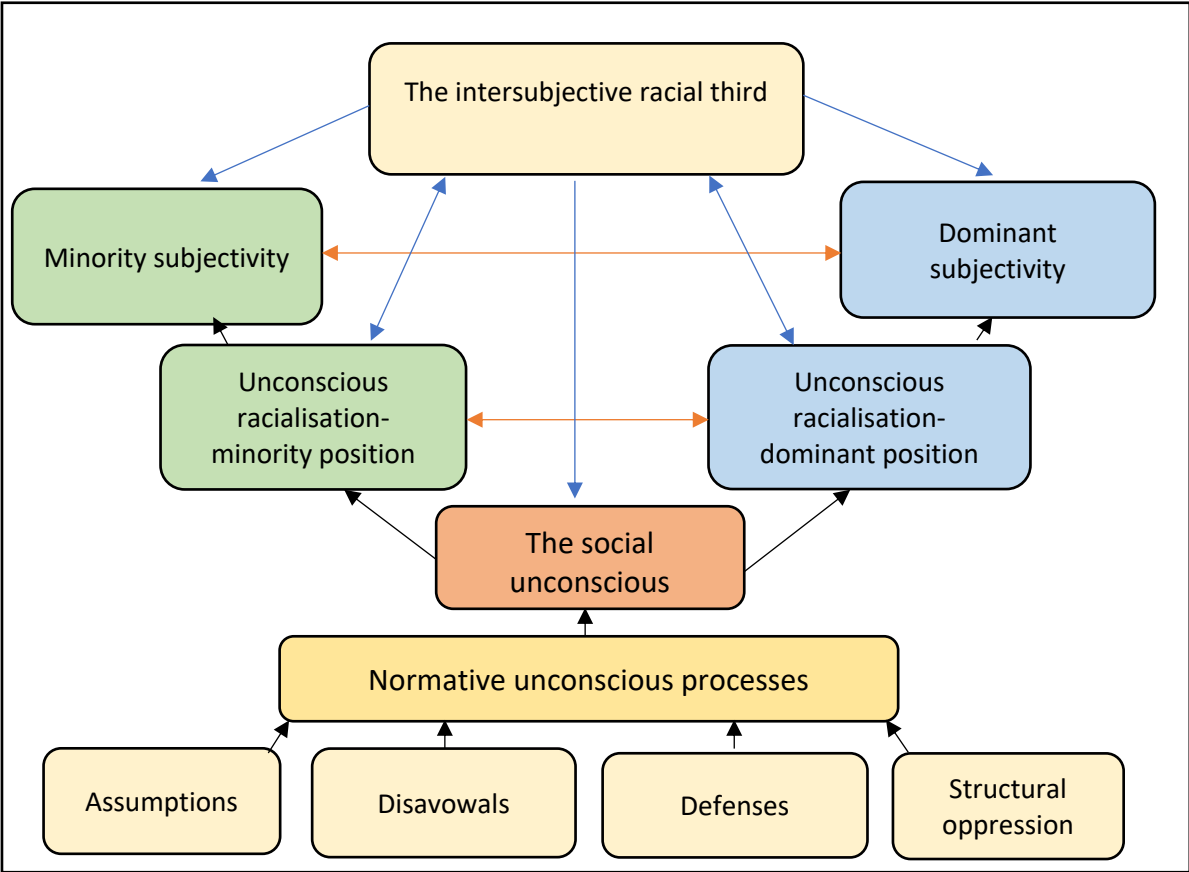 The intersubjective racial third
Minority subjectivity
Dominant
subjectivity
Unconscious
racialisation-
minority position
Unconscious
racialisation-
dominant position
The social
unconscious
Normative unconscious processes
Assumptions
Disavowals
Defenses
Structural
oppression